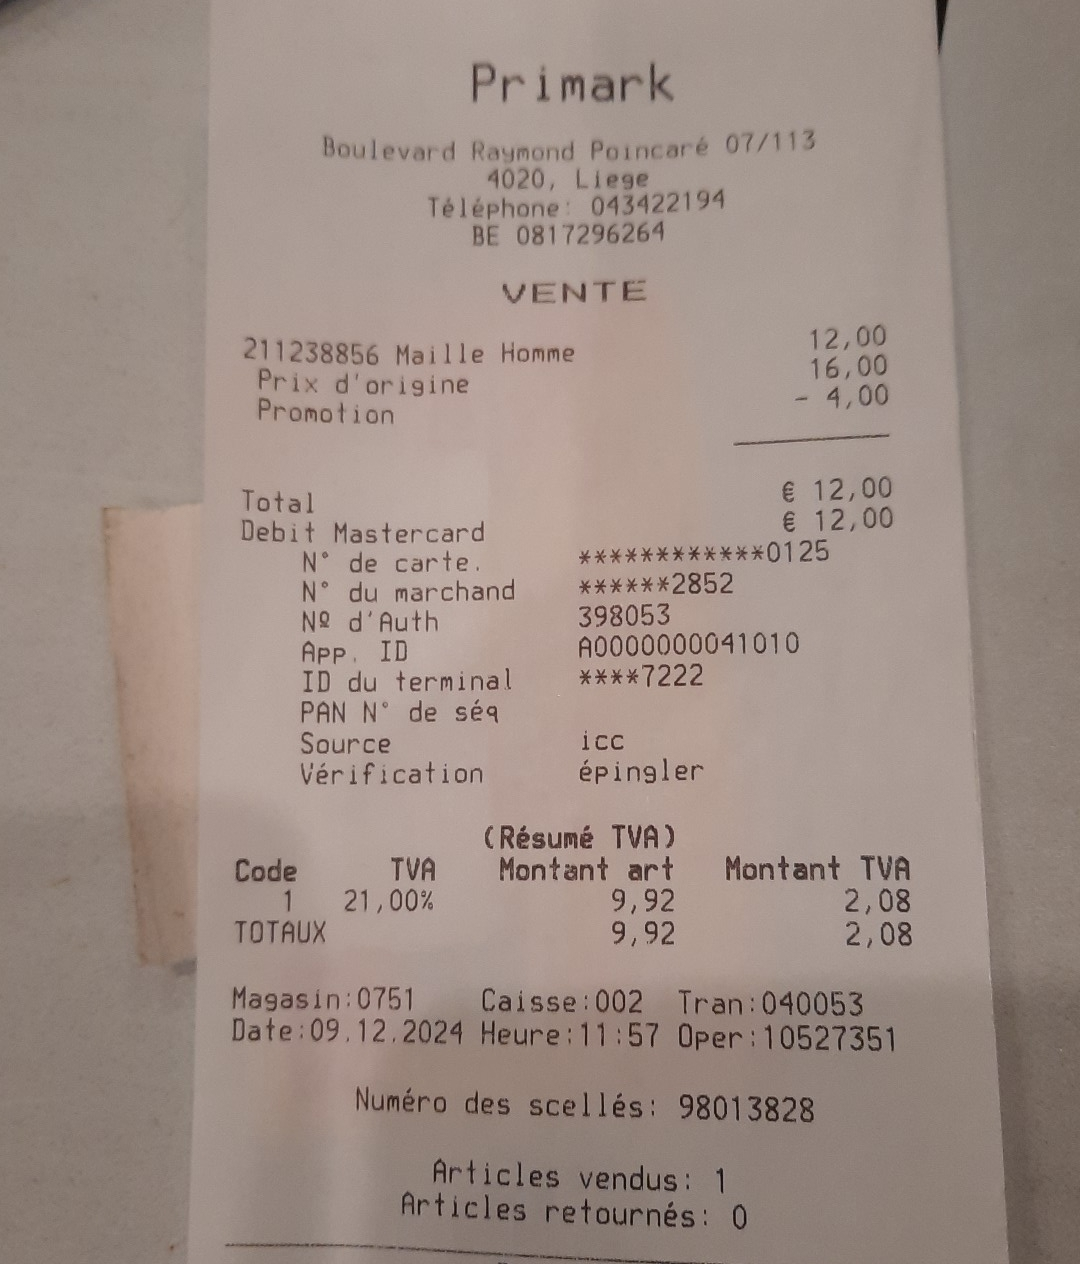 Primark
Boulevard Raymond Poincaré 07/113
4020, Liege
Téléphone: 043422194
BE 0817296264
VENTE
211238856 Maille Homme 12,00
Prix d'origine 16,00
Promotion - 4,00
Total € 12,00
Debit Mastercard € 12,00
N° de carte. ************0125
N° du marchand ******2852
Nº d'Auth 398053
App. ID A0000000041010
ID du terminal ****7222
PAN N° de séq
Source icc
Vérification épingler
(Résumé TVA)
Code TVA Montant art Montant TVA
1 21,00% 9,92 2,08
TOTAUX 9,92 2,08
Magasin:0751 Caisse:002 Tran:040053
Date:09.12.2024 Heure:11:57 Oper:10527351
Numéro des scellés: 98013828
Articles vendus: 1
Articles retournés: 0